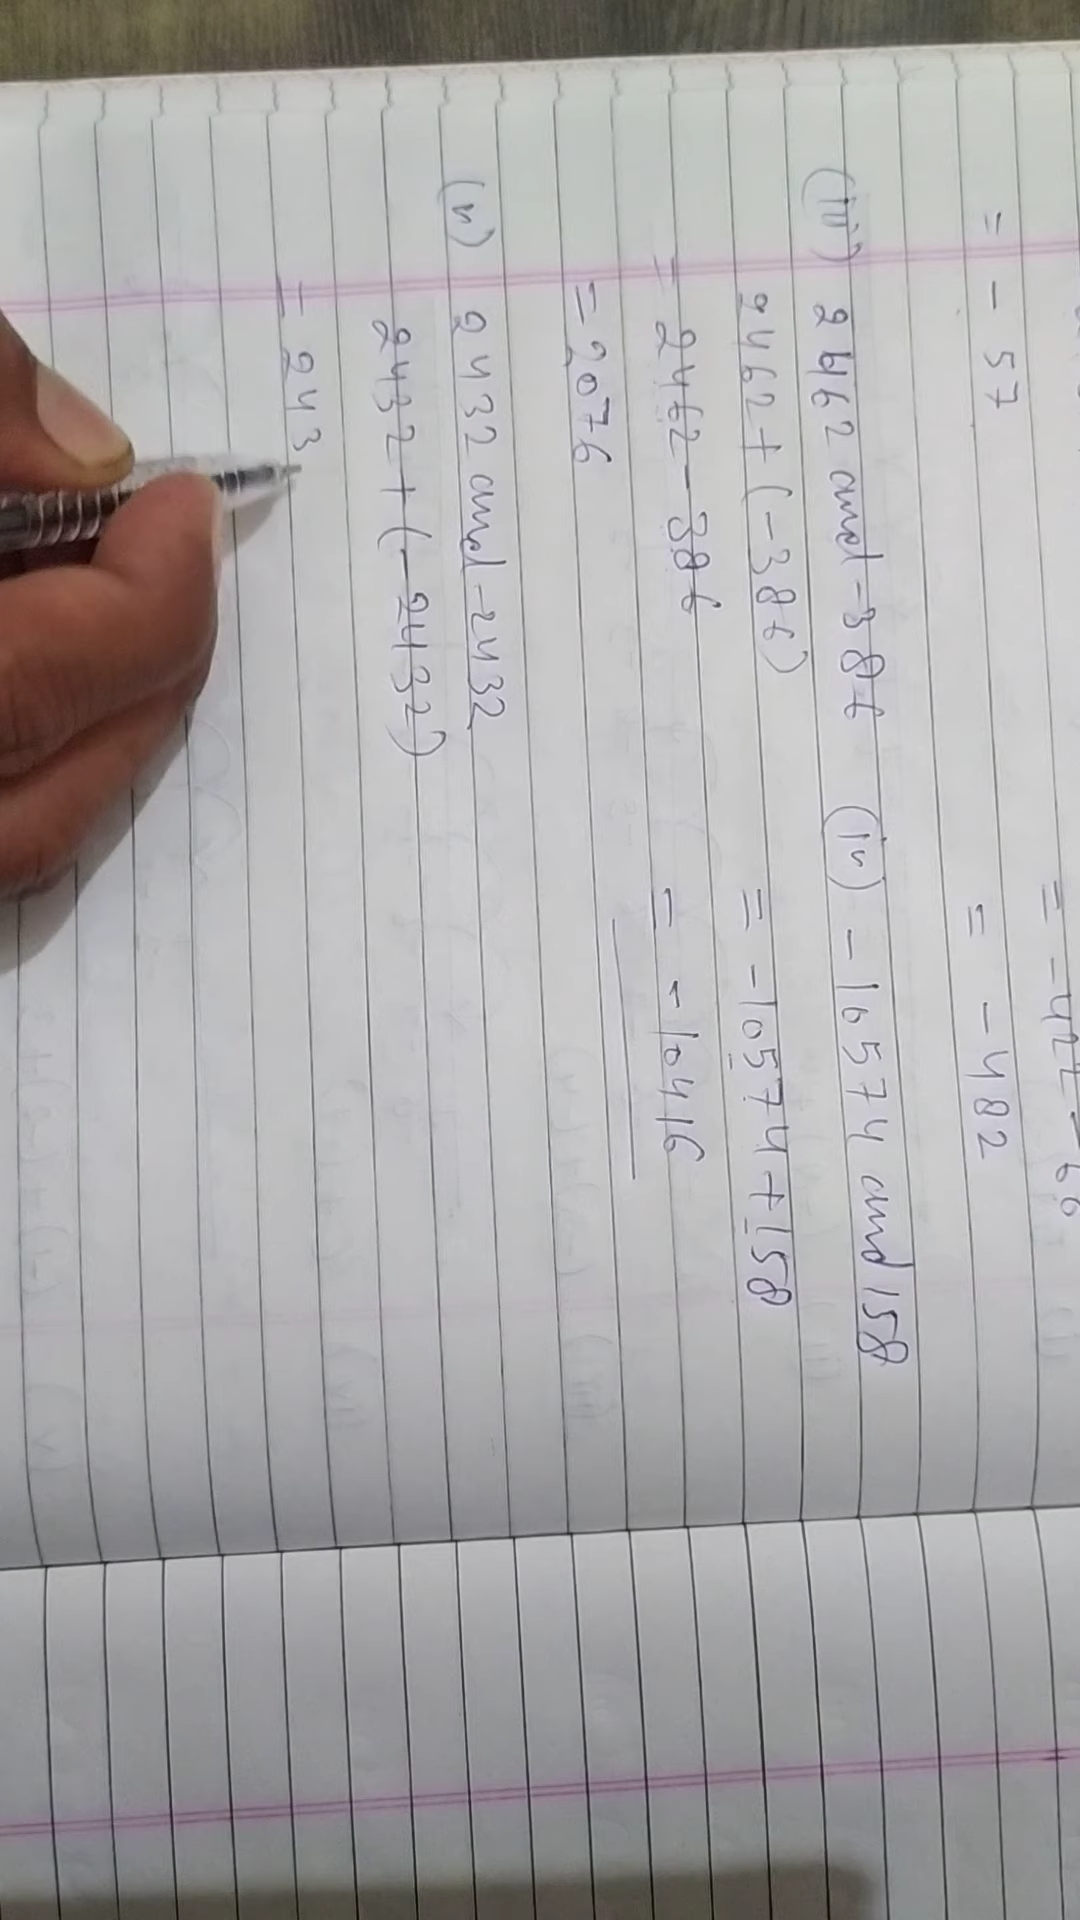 = -427 - 
= - 57 = - 482
(iii) 2462 and -386 (iv) - 10574 and 158
2462 + (-386) = -10574 + 158
= 2462 - 386 = - 10416
= 2076
(v) 2432 and -2432
2432 + (-2432)
= 243